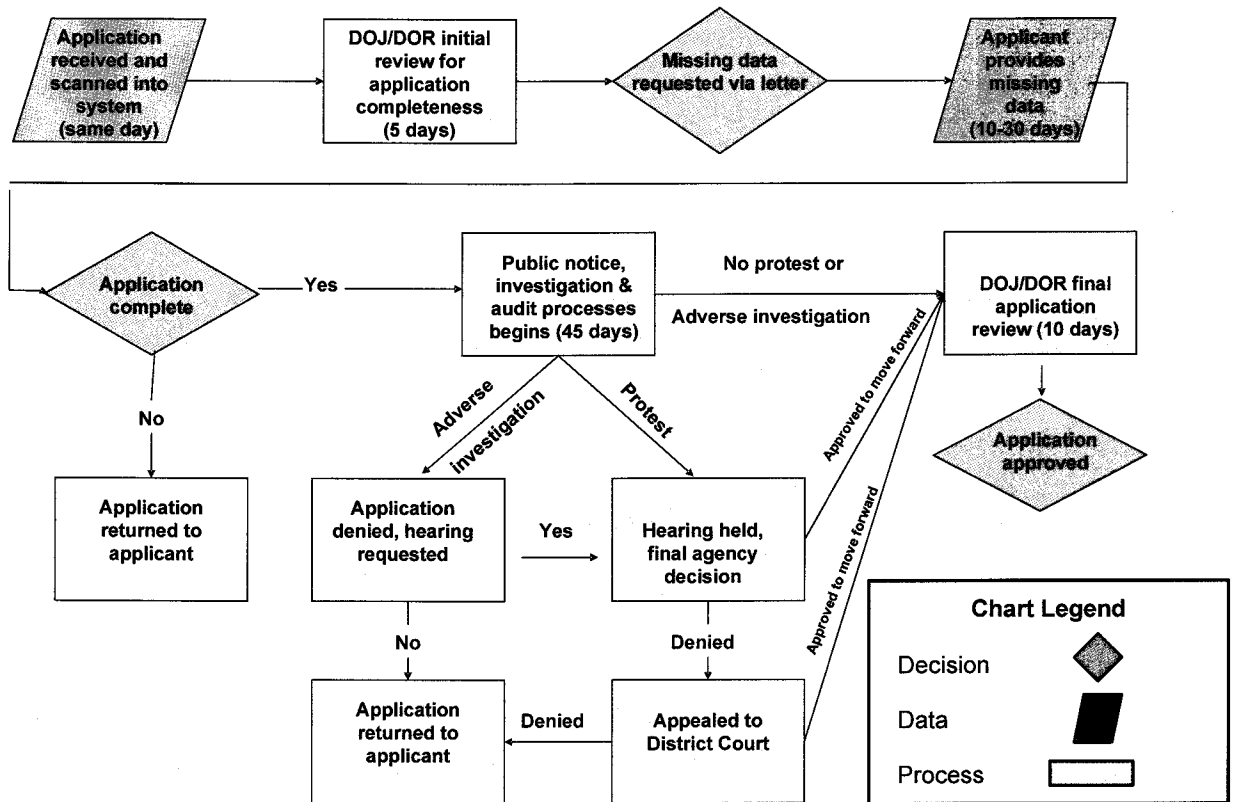 Application
received and
scanned into
system
(same day)
DOJ/DOR initial
review for
application
completeness
(5 days)
Missing data
requested via letter
Applicant
provides
missing
data
(10-30 days)
Application
complete
Yes
Public notice,
investigation &
audit processes
begins (45 days)
No protest or
Adverse investigation
DOJ/DOR final
application
review (10 days)
No
Adverse
investigation
Protest
Approved to move forward
Application
approved
Application
returned to
applicant
Application
denied, hearing
requested
Yes
Hearing held,
final agency
decision
Approved to move forward
No
Denied
Application
returned to
applicant
Denied
Appealed to
District Court
Chart Legend
Decision
Data
Process